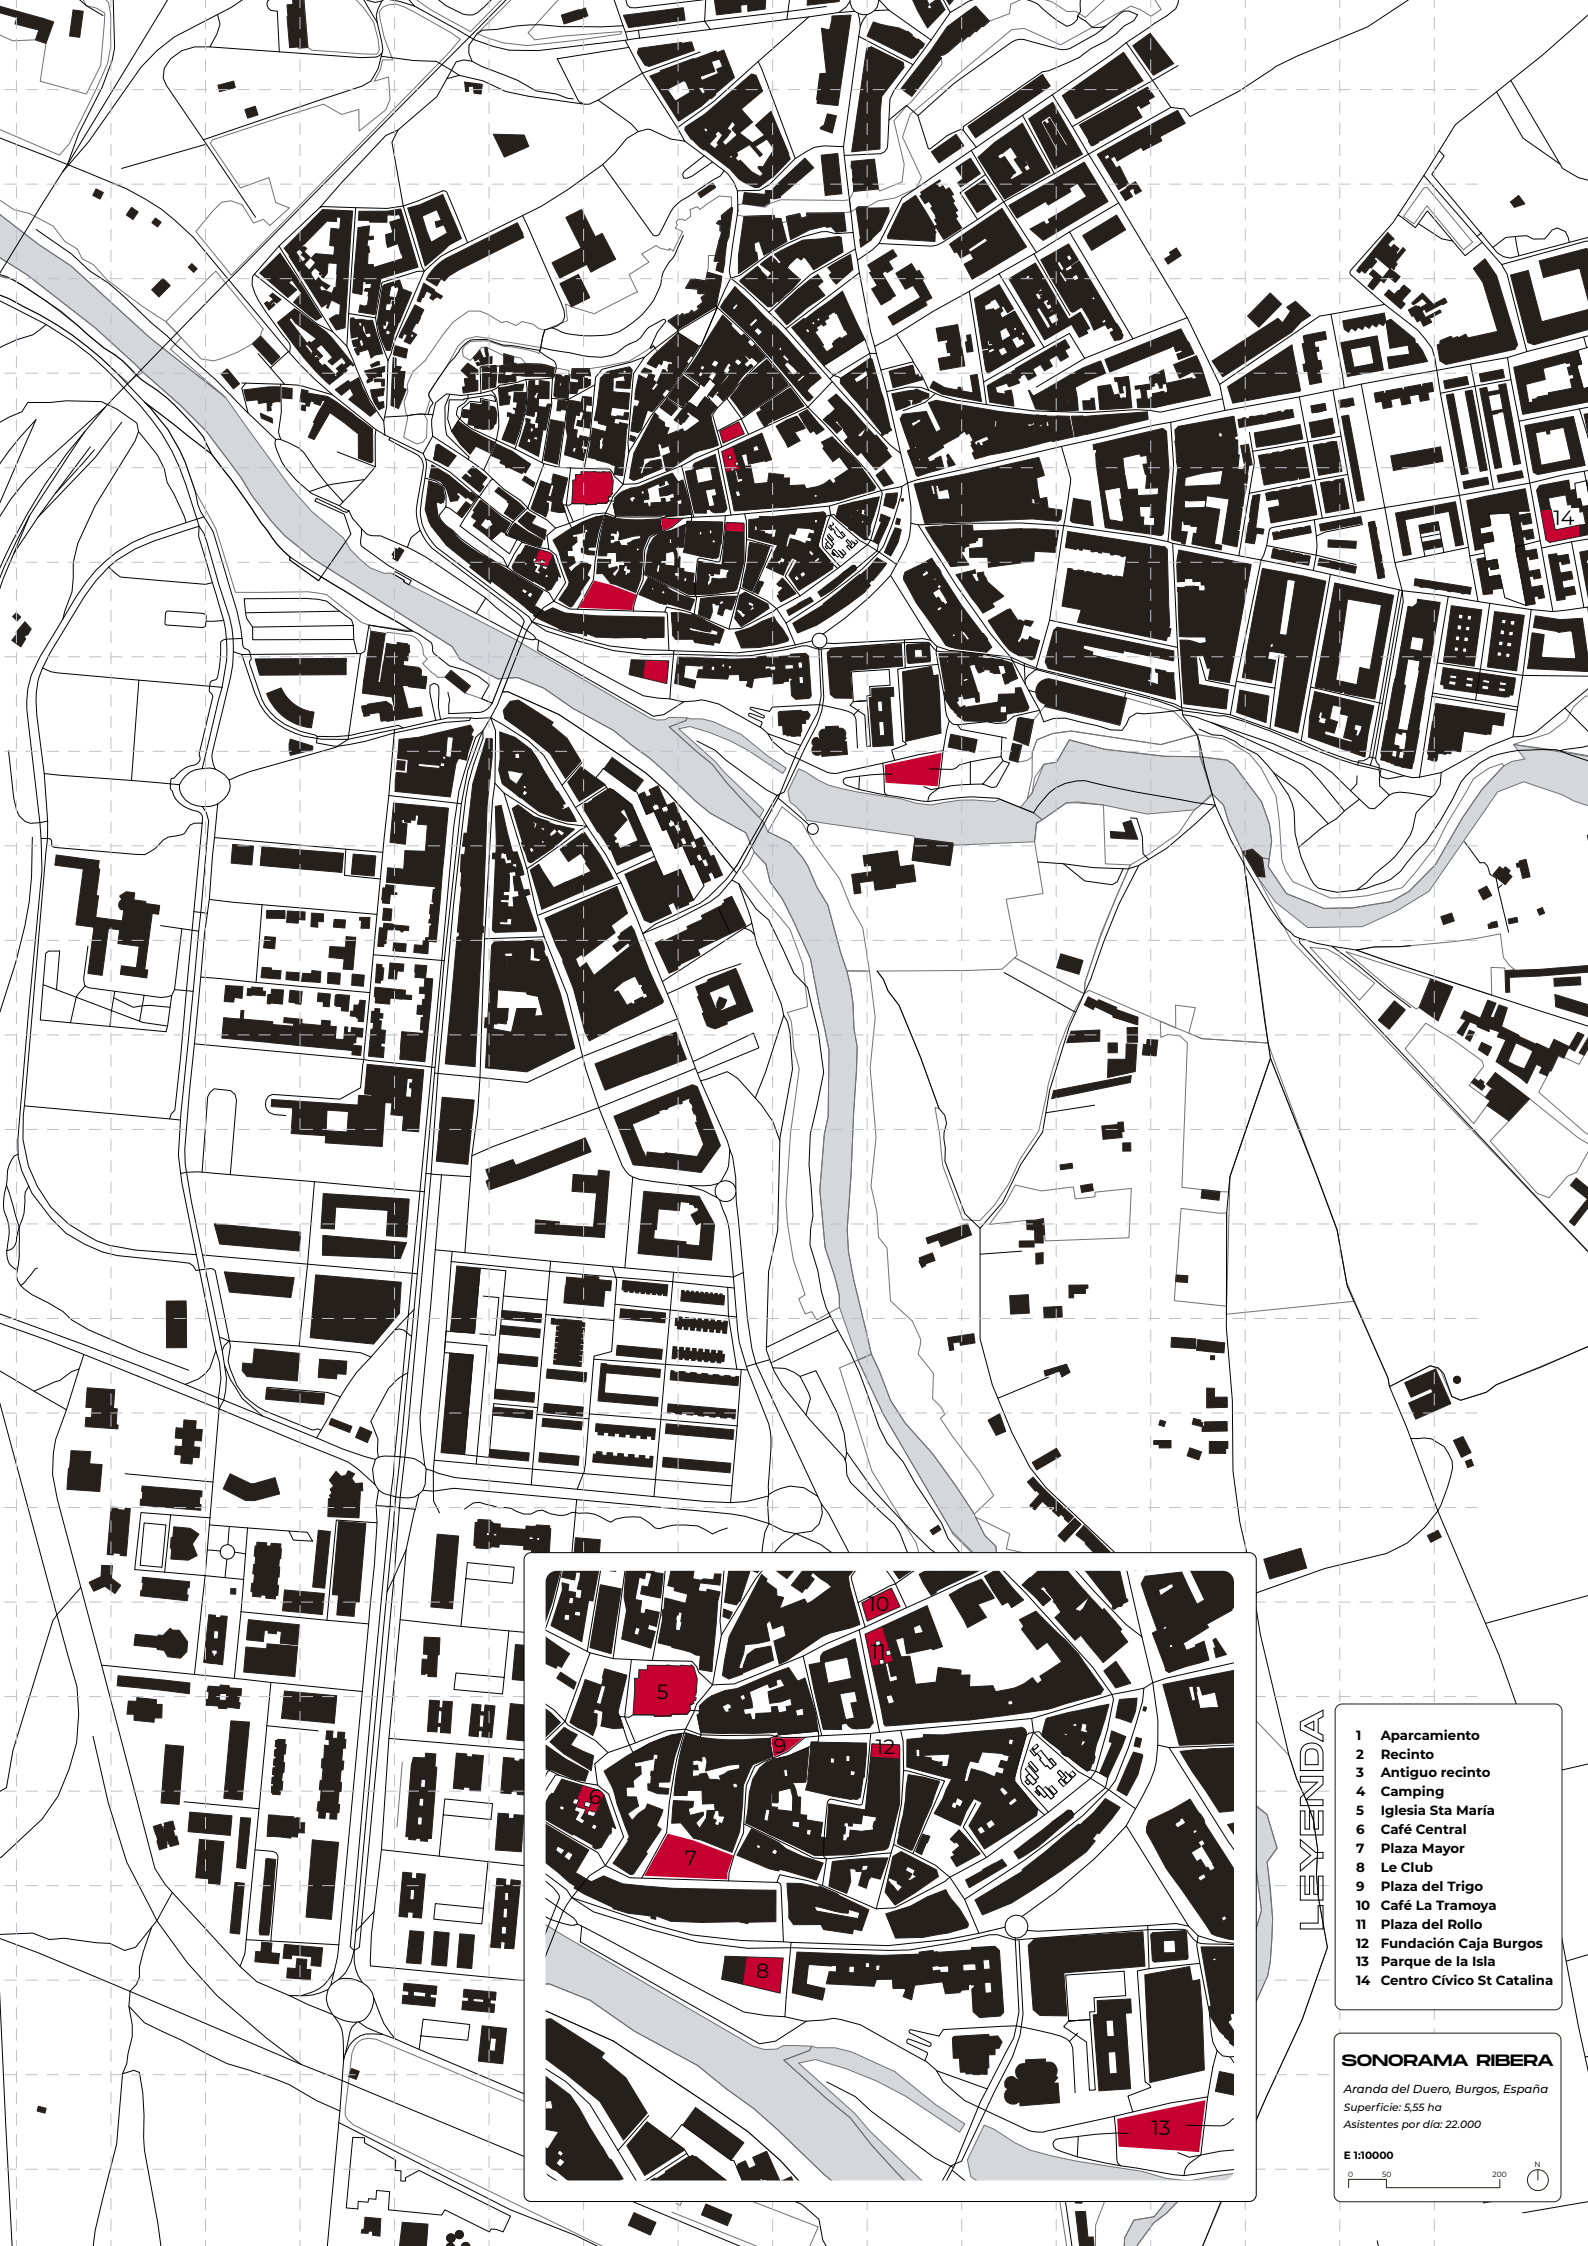 14
10
11
5
9
12
6
7
8
13
LEYENDA
1 Aparcamiento
2 Recinto
3 Antiguo recinto
4 Camping
5 Iglesia Sta María
6 Café Central
7 Plaza Mayor
8 Le Club
9 Plaza del Trigo
10 Café La Tramoya
11 Plaza del Rollo
12 Fundación Caja Burgos
13 Parque de la Isla
14 Centro Cívico St Catalina
SONORAMA RIBERA
Aranda del Duero, Burgos, España
Superficie: 5,55 ha
Asistentes por día: 22.000
E 1:10000
0 50 200
N